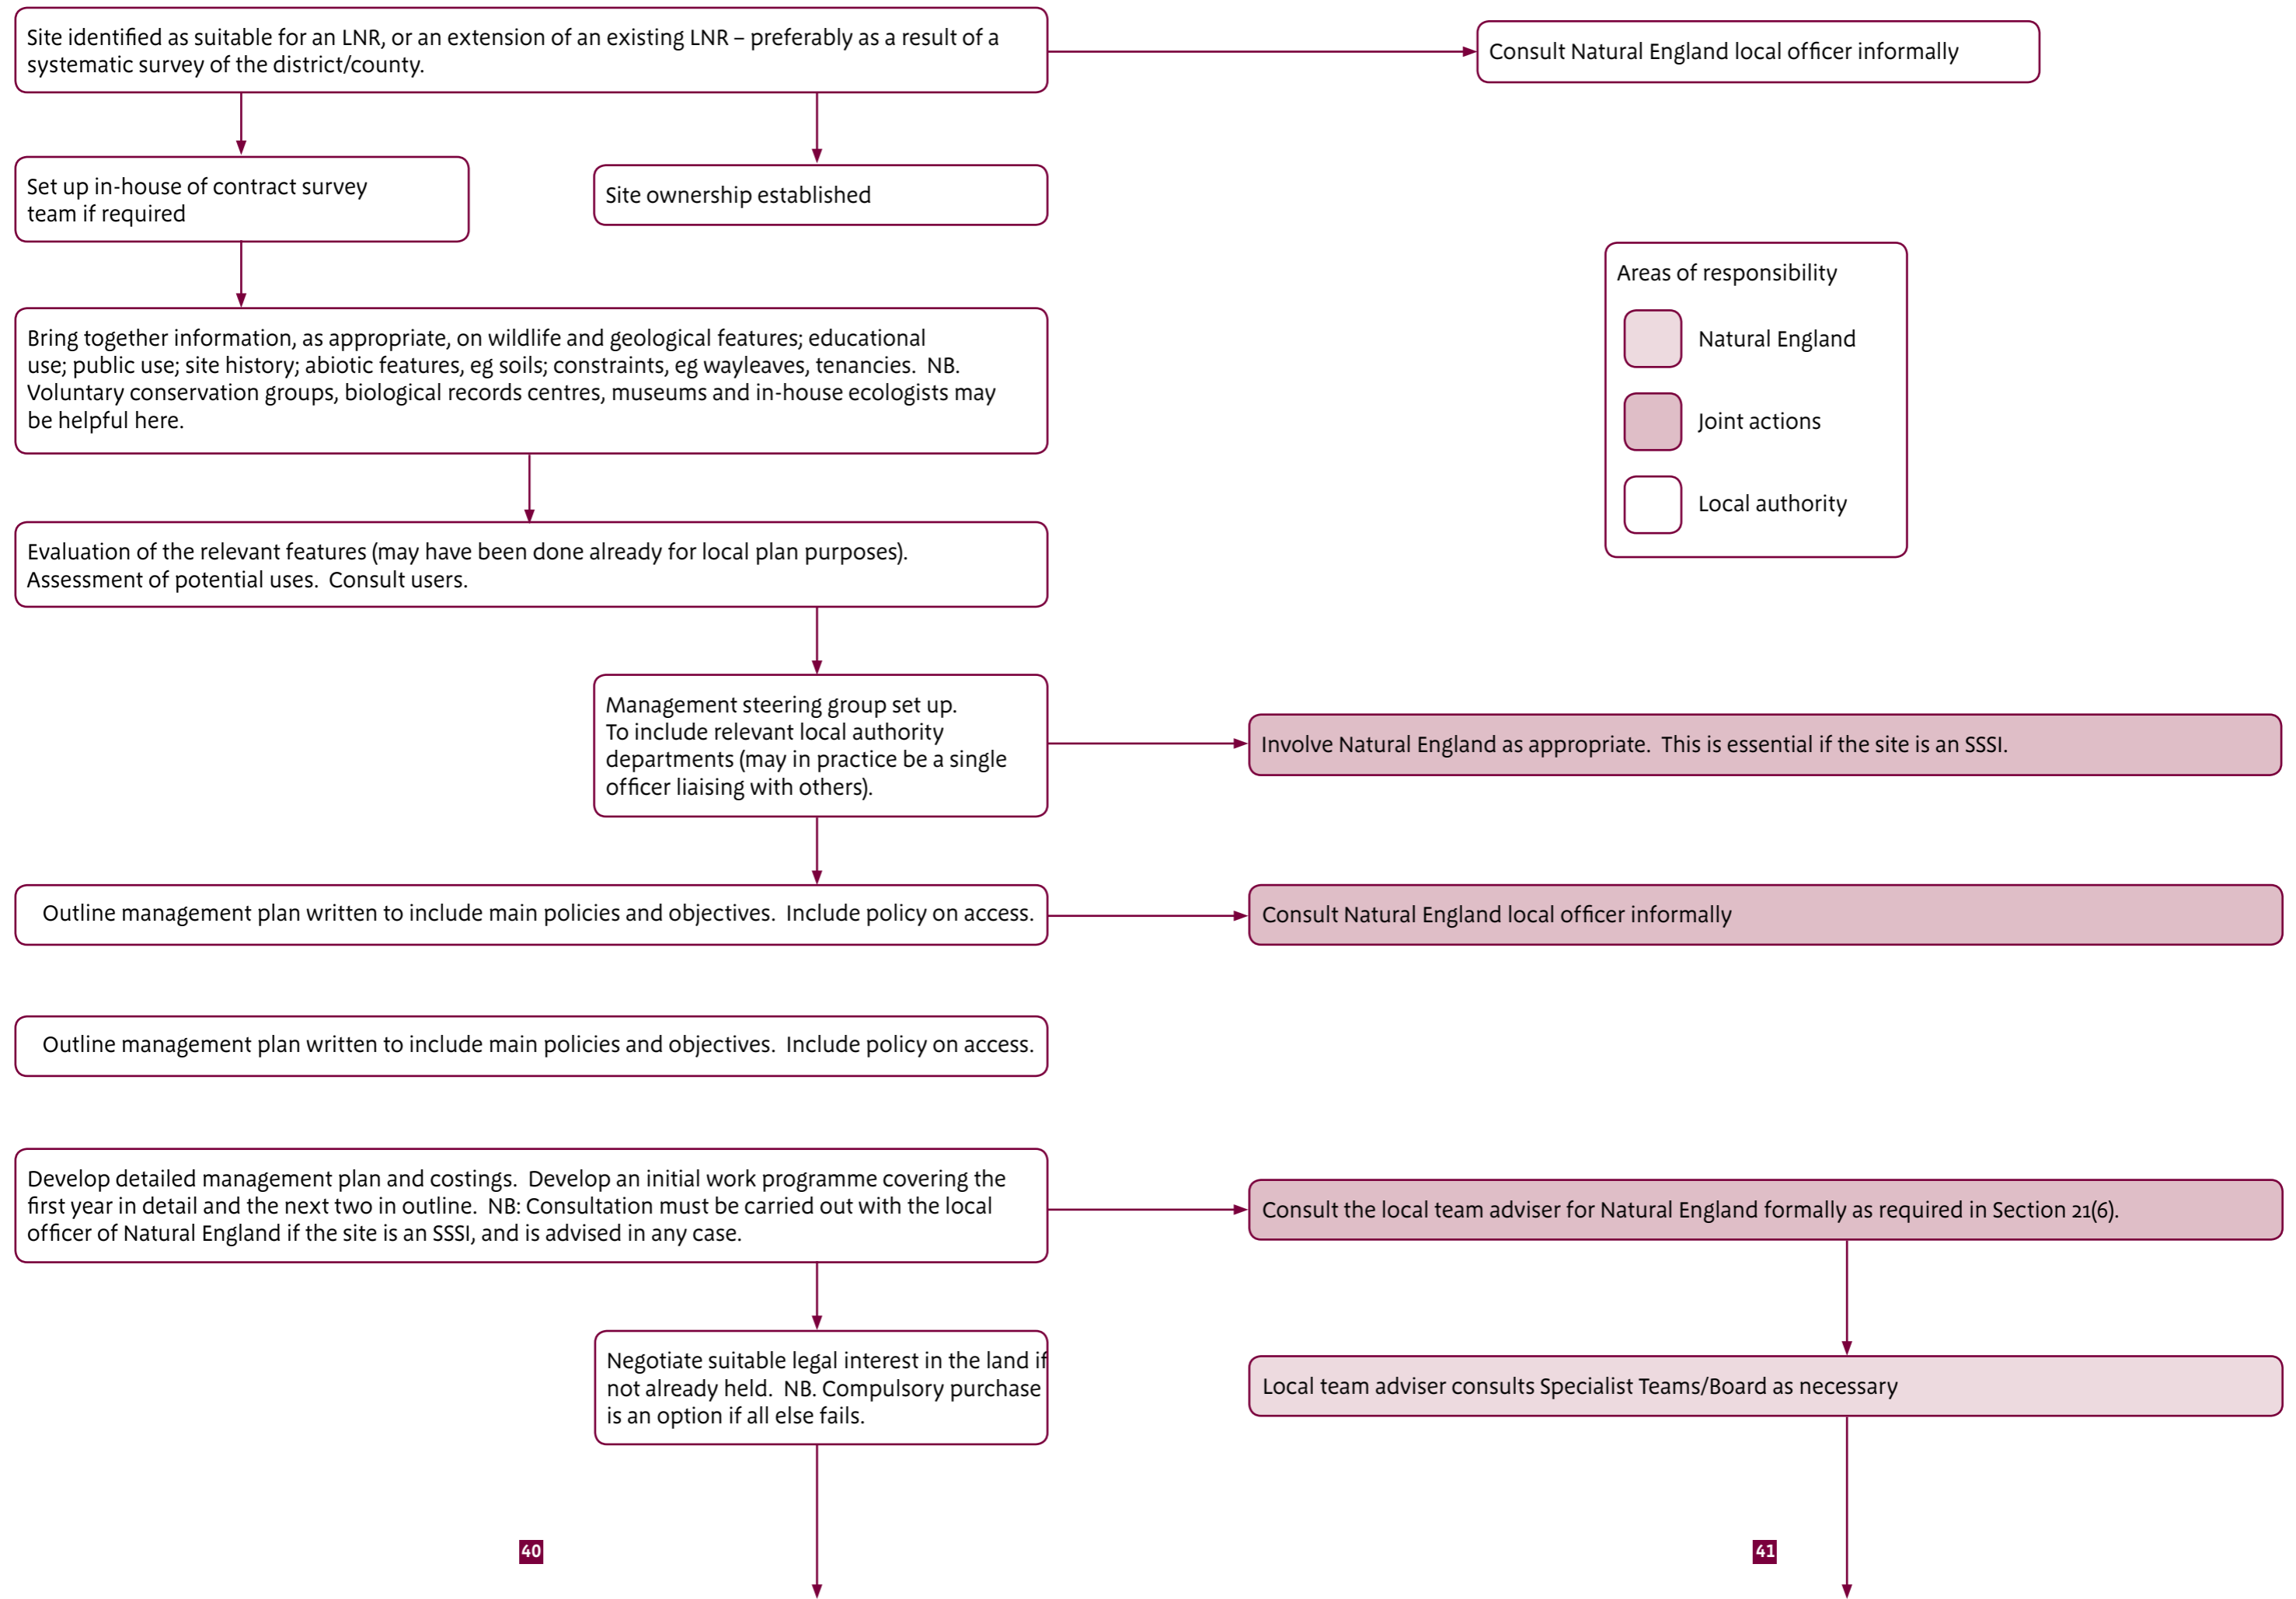 Site identified as suitable for an LNR, or an extension of an existing LNR – preferably as a result of a
systematic survey of the district/county.
Consult Natural England local officer informally
Set up in-house of contract survey
team if required
Site ownership established
Areas of responsibility
Natural England
Joint actions
Local authority
Bring together information, as appropriate, on wildlife and geological features; educational
use; public use; site history; abiotic features, eg soils; constraints, eg wayleaves, tenancies.  NB.
Voluntary conservation groups, biological records centres, museums and in-house ecologists may
be helpful here.
Evaluation of the relevant features (may have been done already for local plan purposes).
Assessment of potential uses.  Consult users.
Management steering group set up.
To include relevant local authority
departments (may in practice be a single
officer liaising with others).
Involve Natural England as appropriate.  This is essential if the site is an SSSI.
Outline management plan written to include main policies and objectives.  Include policy on access.
Consult Natural England local officer informally
Outline management plan written to include main policies and objectives.  Include policy on access.
Develop detailed management plan and costings.  Develop an initial work programme covering the
first year in detail and the next two in outline.  NB: Consultation must be carried out with the local
officer of Natural England if the site is an SSSI, and is advised in any case.
Consult the local team adviser for Natural England formally as required in Section 21(6).
Negotiate suitable legal interest in the land if
not already held.  NB. Compulsory purchase
is an option if all else fails.
Local team adviser consults Specialist Teams/Board as necessary
40
41